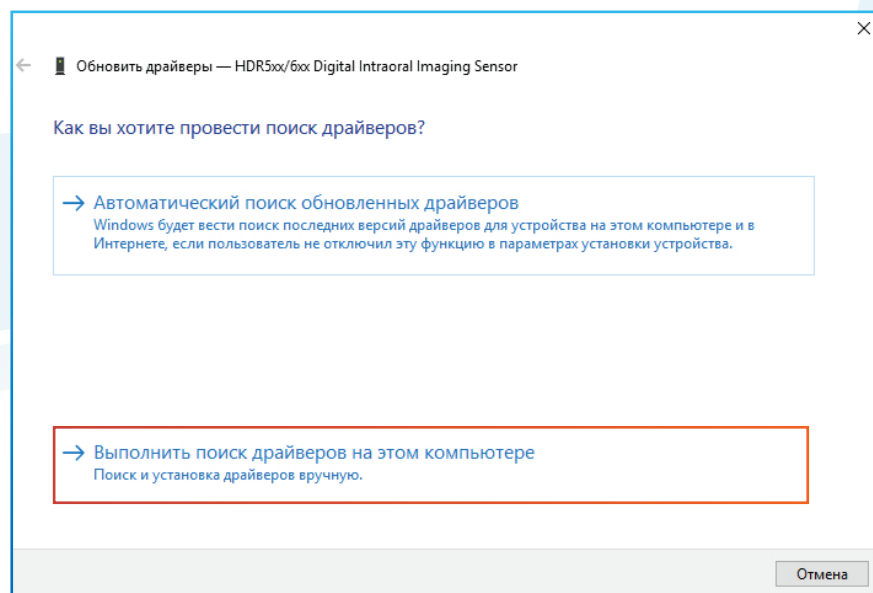 Обновить драйверы — HDR5xx/6xx Digital Intraoral Imaging Sensor
Как вы хотите провести поиск драйверов?
Автоматический поиск обновленных драйверов
Windows будет вести поиск последних версий драйверов для устройства на этом компьютере и в
Интернете, если пользователь не отключил эту функцию в параметрах установки устройства.
Выполнить поиск драйверов на этом компьютере
Поиск и установка драйверов вручную.
Отмена